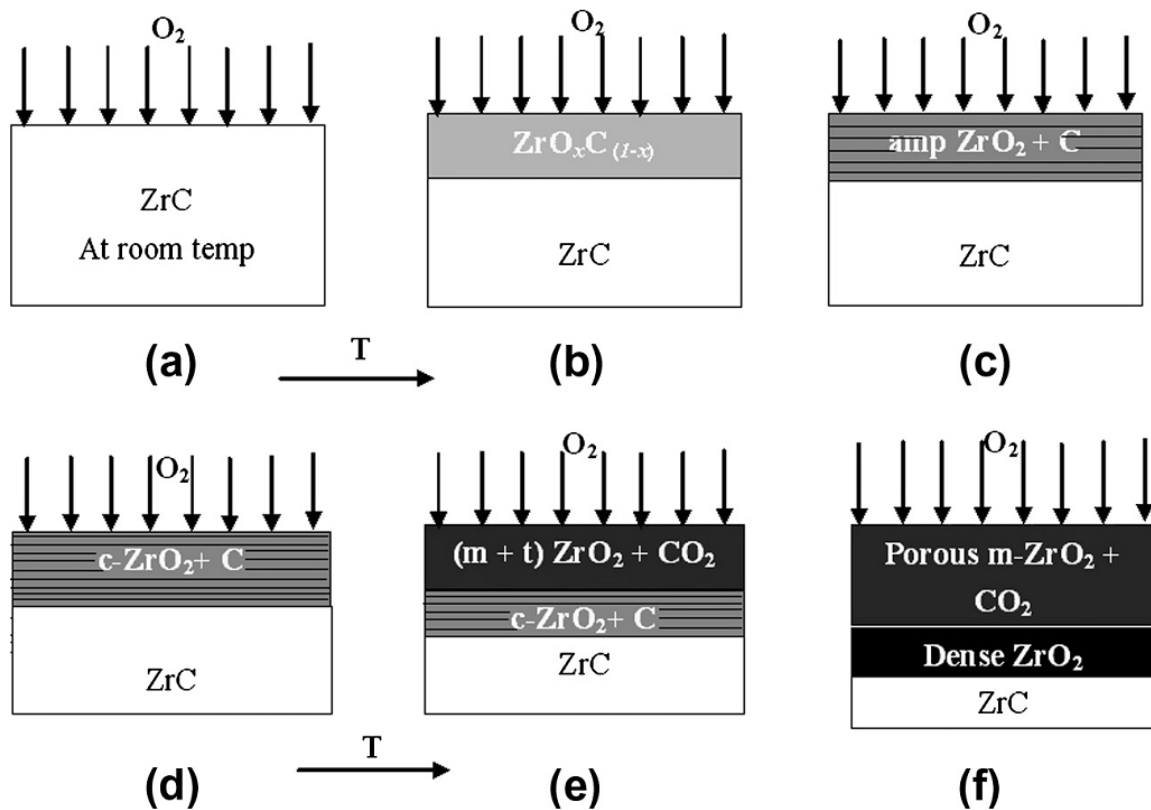 O₂
ZrC
At room temp
(a)
O₂
ZrOₓC ₍₁₋ₓ₎
ZrC
(b)
O₂
amp ZrO₂ + C
ZrC
(c)
T
O₂
c-ZrO₂+ C
ZrC
(d)
O₂
(m + t) ZrO₂ + CO₂
c-ZrO₂+ C
ZrC
(e)
O₂
Porous m-ZrO₂ +
CO₂
Dense ZrO₂
ZrC
(f)
T